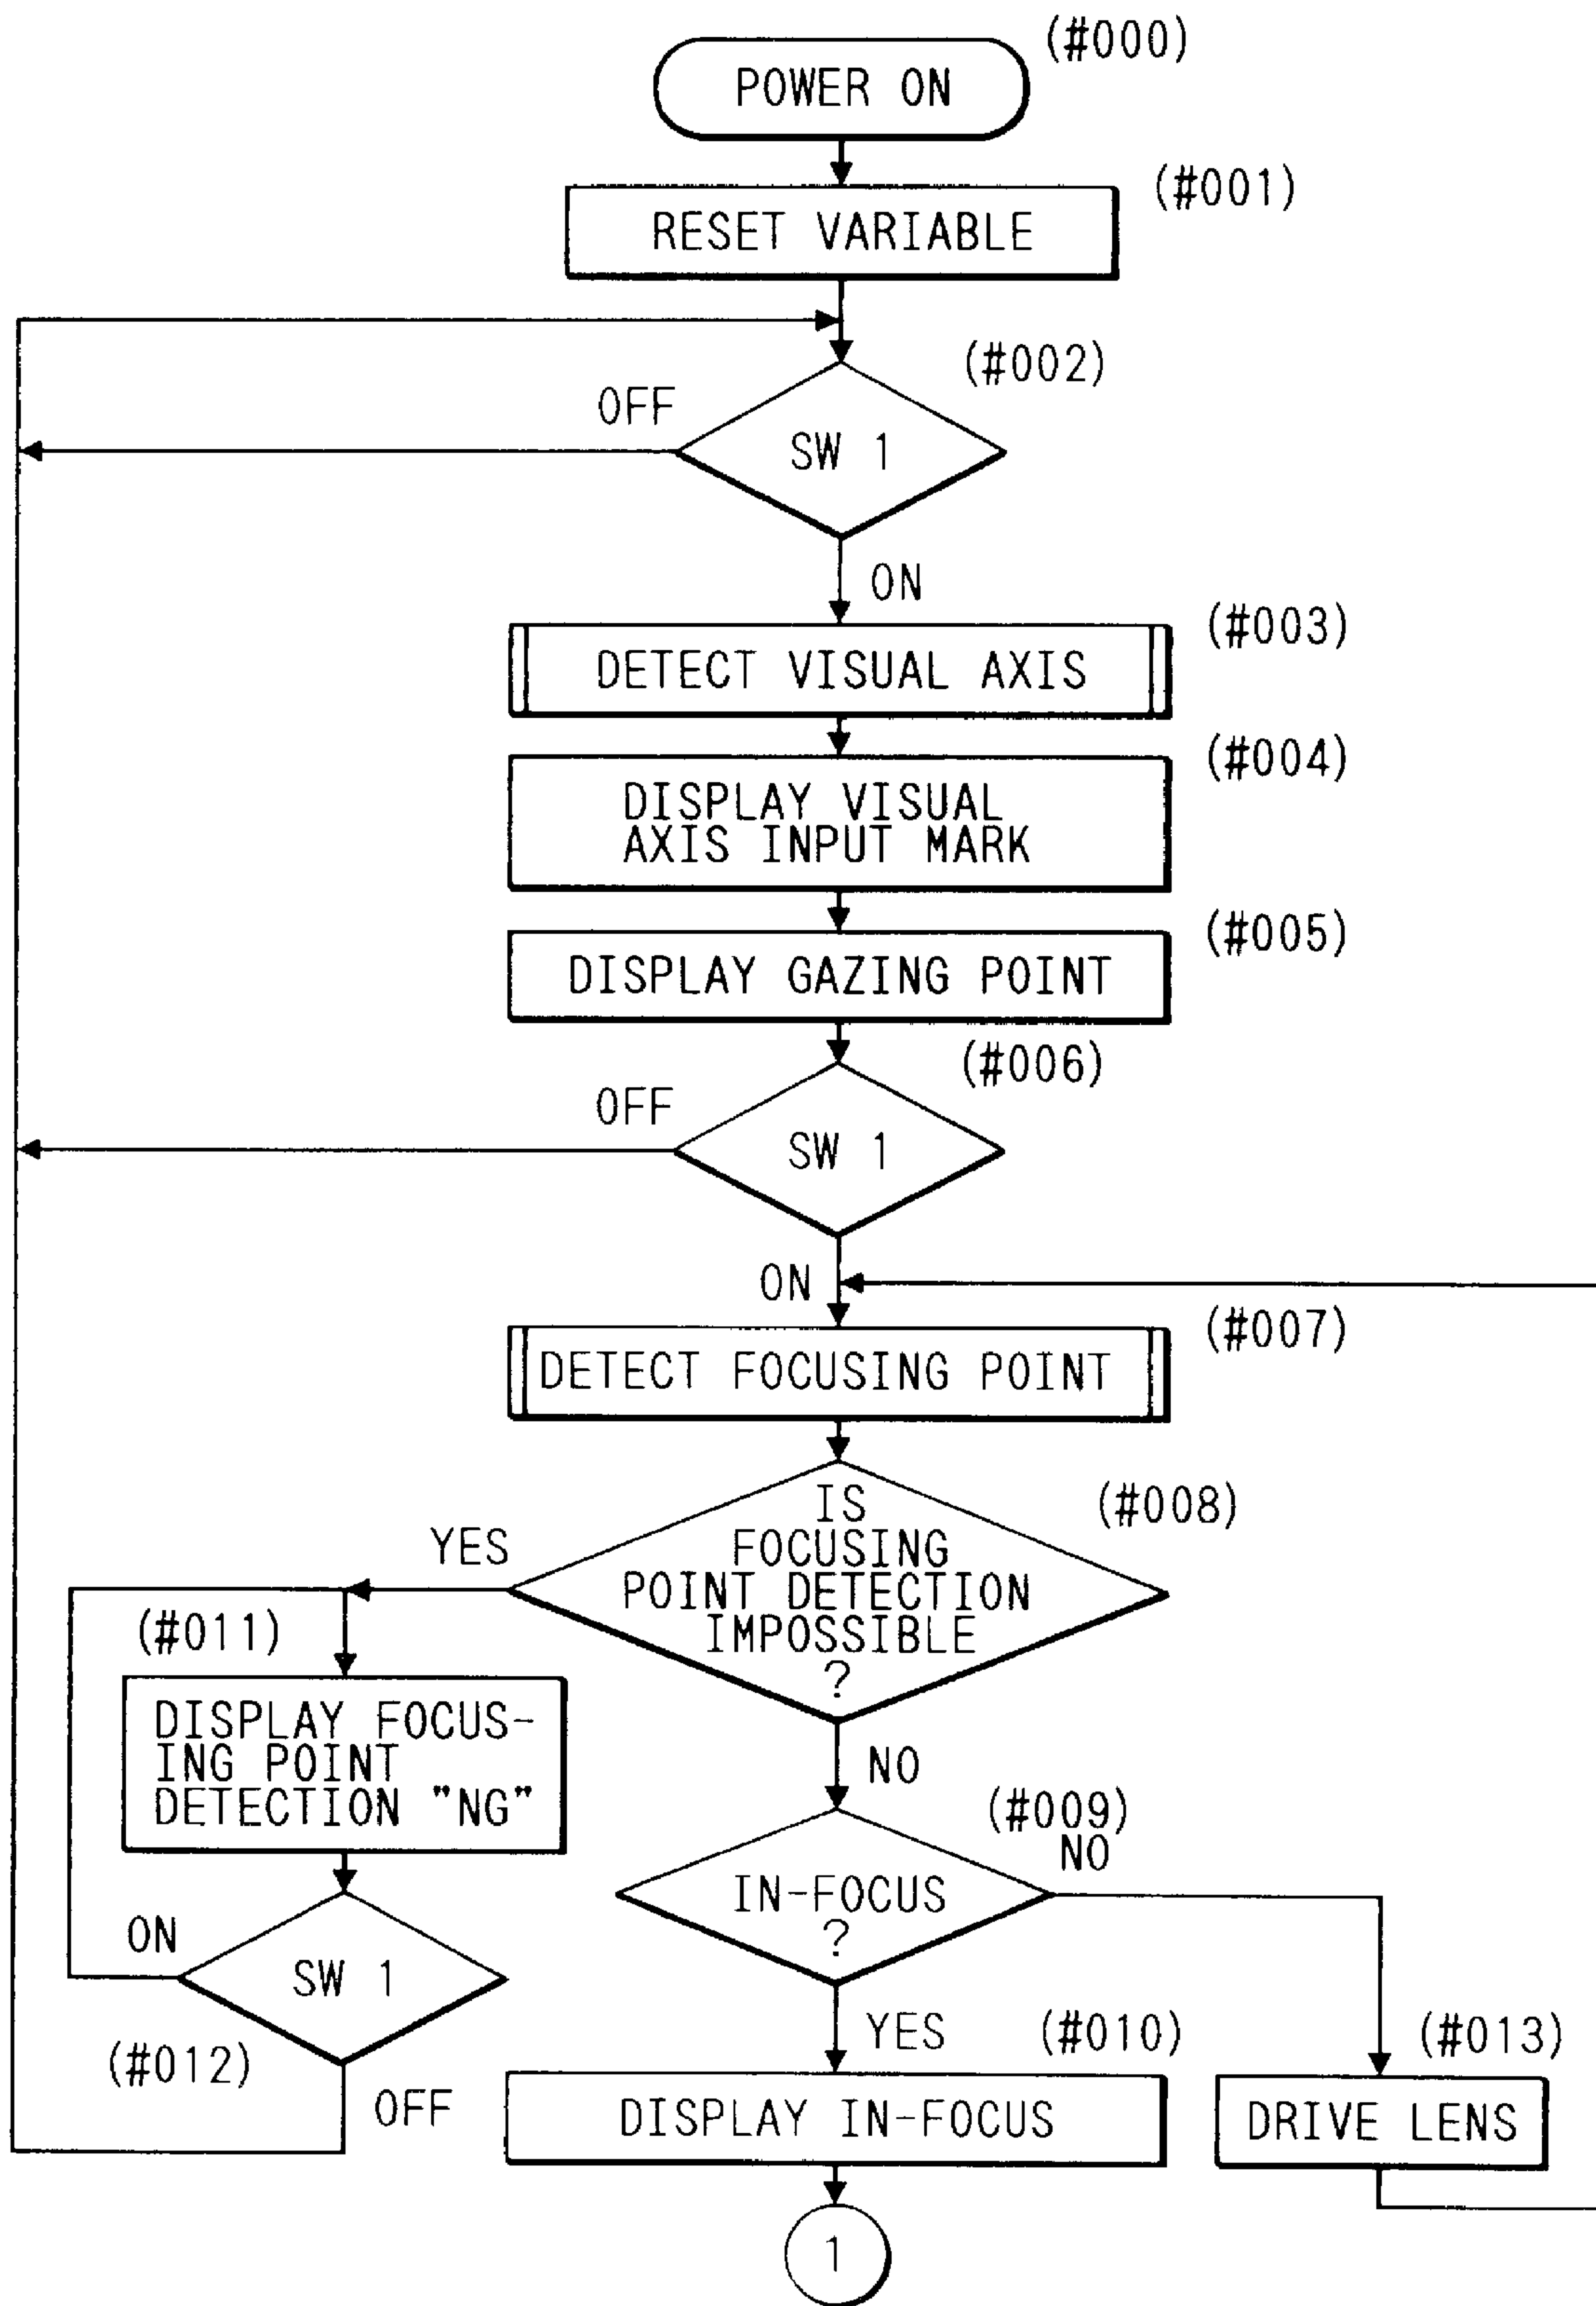 (#000)
POWER ON
(#001)
RESET VARIABLE
(#002)
OFF
SW 1
ON
(#003)
DETECT VISUAL AXIS
(#004)
DISPLAY VISUAL
AXIS INPUT MARK
(#005)
DISPLAY GAZING POINT
(#006)
OFF
SW 1
ON
(#007)
DETECT FOCUSING POINT
(#008)
IS
FOCUSING
POINT DETECTION
IMPOSSIBLE
?
YES
(#011)
DISPLAY FOCUS-
ING POINT
DETECTION "NG"
NO
(#009)
NO
IN-FOCUS
?
ON
SW 1
(#012)
OFF
YES
(#010)
DISPLAY IN-FOCUS
(#013)
DRIVE LENS
1